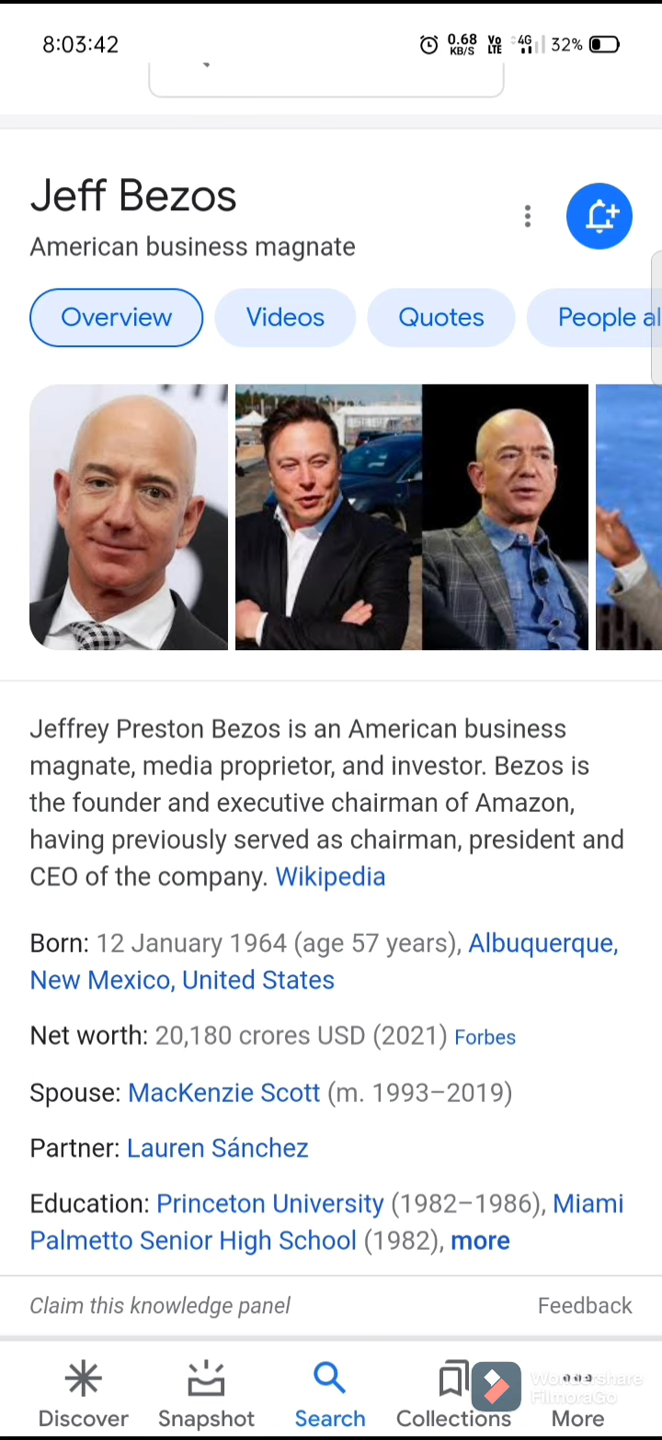 8:03:42
0.68 KB/S Vo LTE 4G 32%
Jeff Bezos
American business magnate
Overview Videos Quotes People al
Jeffrey Preston Bezos is an American business
magnate, media proprietor, and investor. Bezos is
the founder and executive chairman of Amazon,
having previously served as chairman, president and
CEO of the company. Wikipedia
Born: 12 January 1964 (age 57 years), Albuquerque,
New Mexico, United States
Net worth: 20,180 crores USD (2021) Forbes
Spouse: MacKenzie Scott (m. 1993–2019)
Partner: Lauren Sánchez
Education: Princeton University (1982–1986), Miami
Palmetto Senior High School (1982), more
Claim this knowledge panel Feedback
Wondershare
FilmoraGo
Discover Snapshot Search Collections More